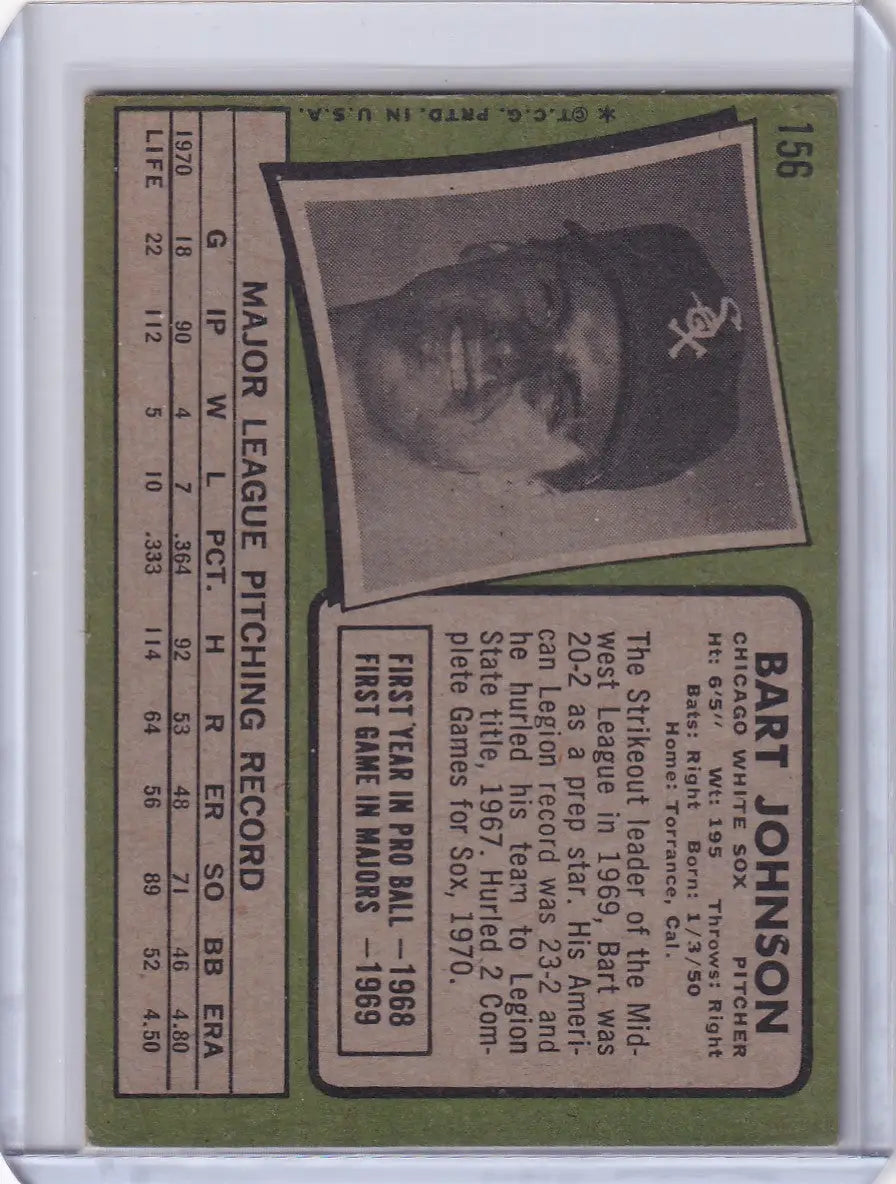 156
BART JOHNSON
CHICAGO WHITE SOX PITCHER
Ht: 6'5" Wt: 195 Throws: Right
Bats: Right Born: 1/3/50
Home: Torrance, Cal.
The Strikeout leader of the Mid-
west League in 1969, Bart was
20-2 as a prep star. His Ameri-
can Legion record was 23-2 and
he hurled his team to Legion
State title, 1967. Hurled 2 Com-
plete Games for Sox, 1970.
FIRST YEAR IN PRO BALL —1968
FIRST GAME IN MAJORS —1969
MAJOR LEAGUE PITCHING RECORD
G IP W L PCT. H R ER SO BB ERA
1970 18 90 4 7 .364 92 53 48 71 46 4.80
LIFE 22 112 5 10 .333 114 64 56 89 52 4.50
* ©T.C.G. PRTD. IN U.S.A.
SOX